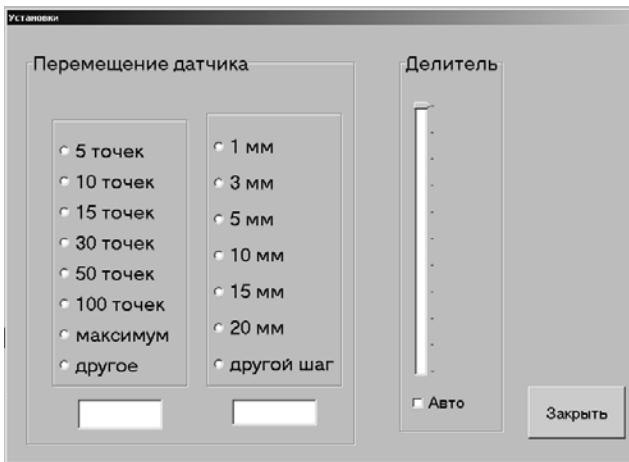 Установки
Перемещение датчика
5 точек
10 точек
15 точек
30 точек
50 точек
100 точек
максимум
другое
1 мм
3 мм
5 мм
10 мм
15 мм
20 мм
другой шаг
Делитель
Авто
Закрыть